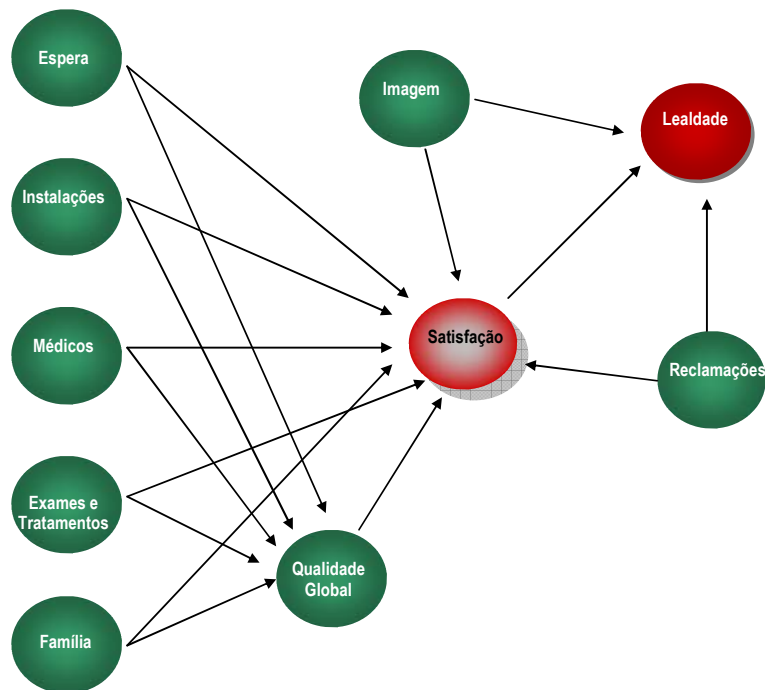 Espera
Imagem
Lealdade
Instalações
Satisfação
Médicos
Reclamações
Exames e
Tratamentos
Qualidade
Global
Família